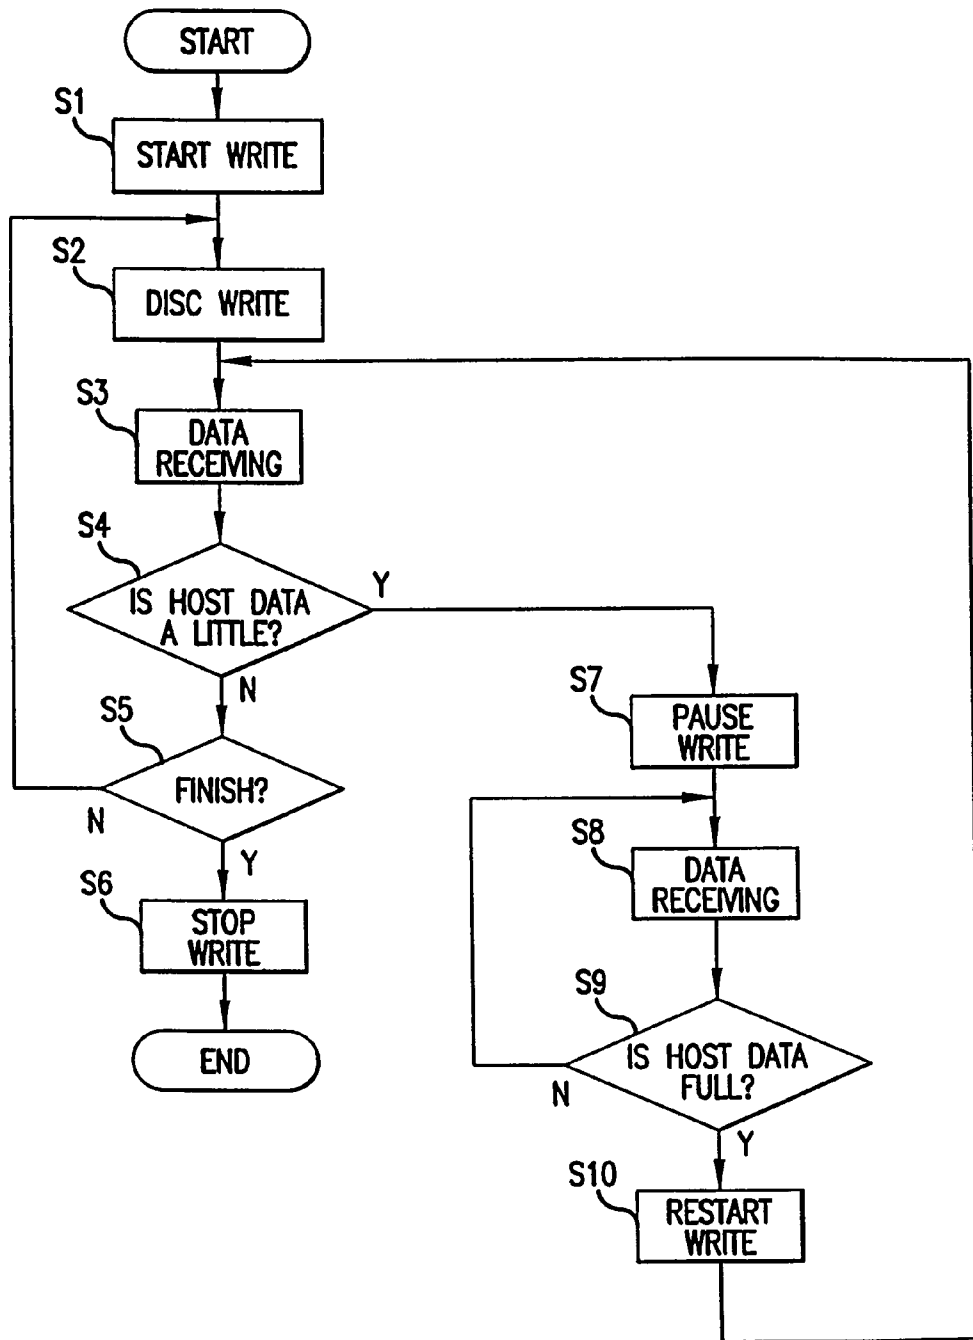 START
S1
START WRITE
S2
DISC WRITE
S3
DATA
RECEIVING
S4
IS HOST DATA
A LITTLE?
Y
N
S5
FINISH?
N
Y
S6
STOP
WRITE
END
S7
PAUSE
WRITE
S8
DATA
RECEIVING
S9
IS HOST DATA
FULL?
N
Y
S10
RESTART
WRITE